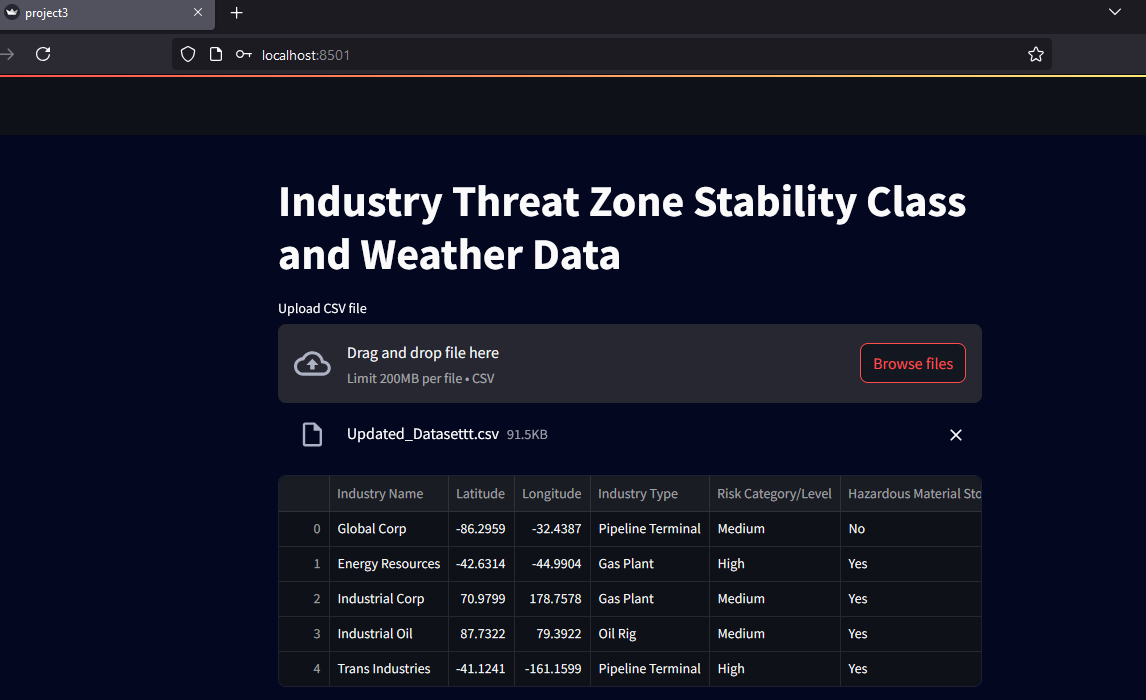 project3
localhost:8501
Industry Threat Zone Stability Class
and Weather Data
Upload CSV file
Drag and drop file here
Limit 200MB per file • CSV
Browse files
Updated_Datasettt.csv 91.5KB
Industry Name Latitude Longitude Industry Type Risk Category/Level Hazardous Material Sto
0 Global Corp -86.2959 -32.4387 Pipeline Terminal Medium No
1 Energy Resources -42.6314 -44.9904 Gas Plant High Yes
2 Industrial Corp 70.9799 178.7578 Gas Plant Medium Yes
3 Industrial Oil 87.7322 79.3922 Oil Rig Medium Yes
4 Trans Industries -41.1241 -161.1599 Pipeline Terminal High Yes